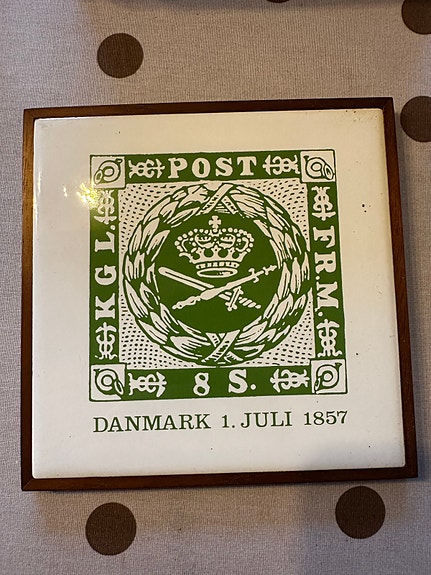 POST
KGL.
FRM.
8 S.
DANMARK 1. JULI 1857